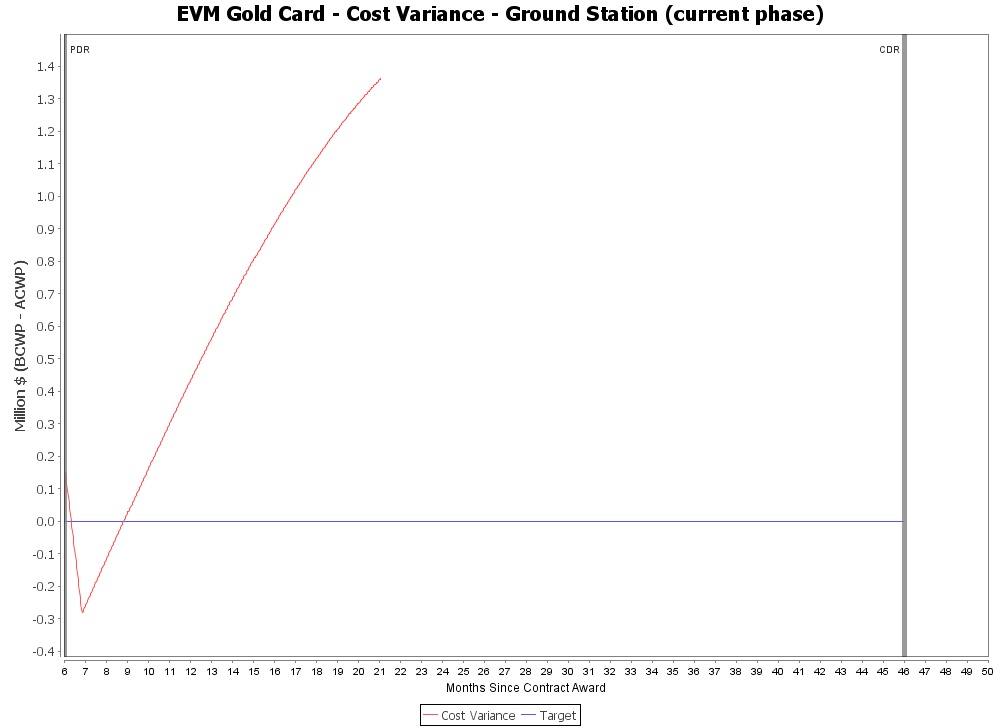 EVM Gold Card - Cost Variance - Ground Station (current phase)
PDR
CDR
1.4
1.3
1.2
1.1
1.0
0.9
0.8
0.7
0.6
0.5
0.4
0.3
0.2
0.1
0.0
-0.1
-0.2
-0.3
-0.4
Million $ (BCWP - ACWP)
6 7 8 9 10 11 12 13 14 15 16 17 18 19 20 21 22 23 24 25 26 27 28 29 30 31 32 33 34 35 36 37 38 39 40 41 42 43 44 45 46 47 48 49 50
Months Since Contract Award
Cost Variance Target